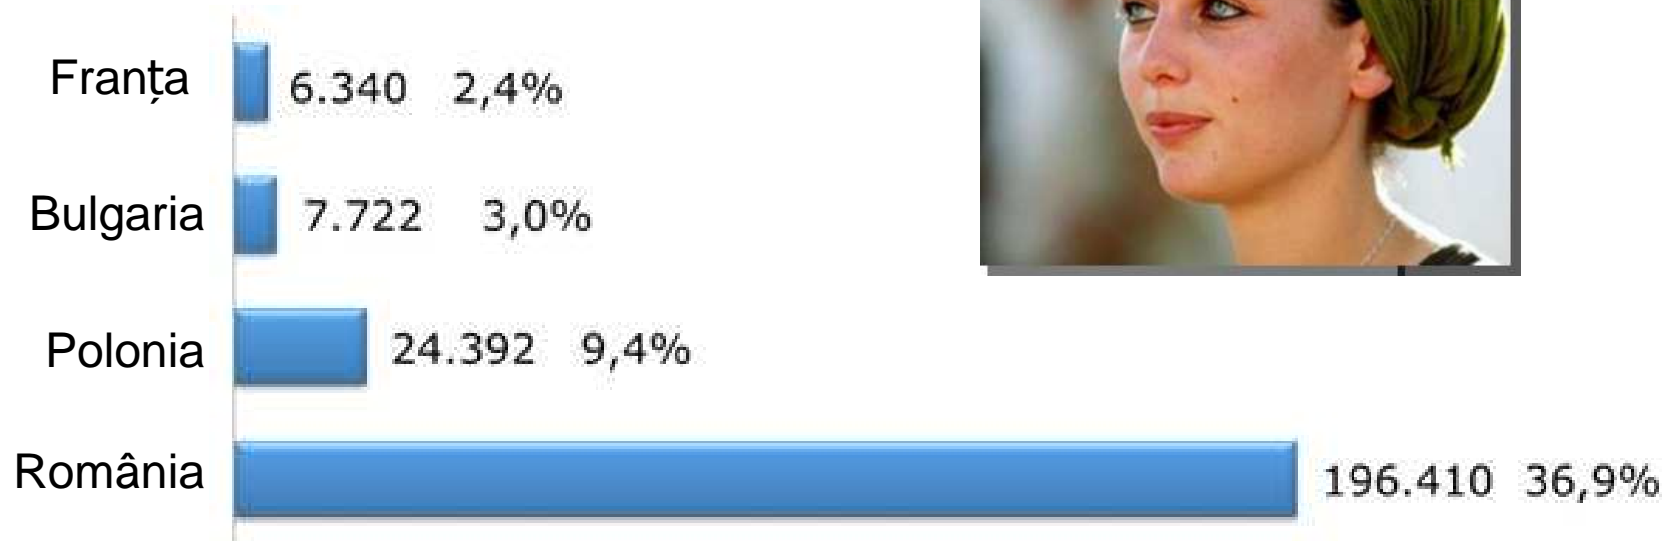 Franța 6.340 2,4%
Bulgaria 7.722 3,0%
Polonia 24.392 9,4%
România 196.410 36,9%